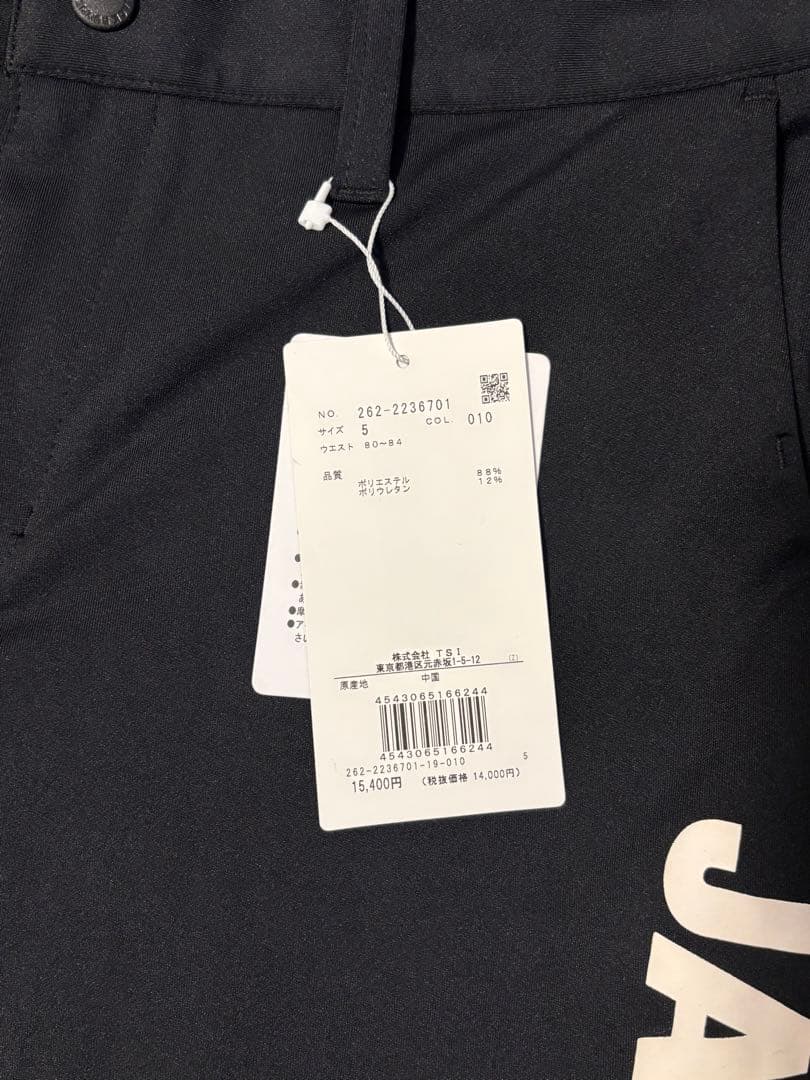 NO. 262-2236701
サイズ 5 COL. 010
ウエスト 80〜84
品質
ポリエステル 88%
ポリウレタン 12%
株式会社 TSI
東京都港区元赤坂1-5-12 (Z)
原産地 中国
4543065166244
4543065166244
262-2236701-19-010 5
15,400円 (税抜価格 14,000円)
JA